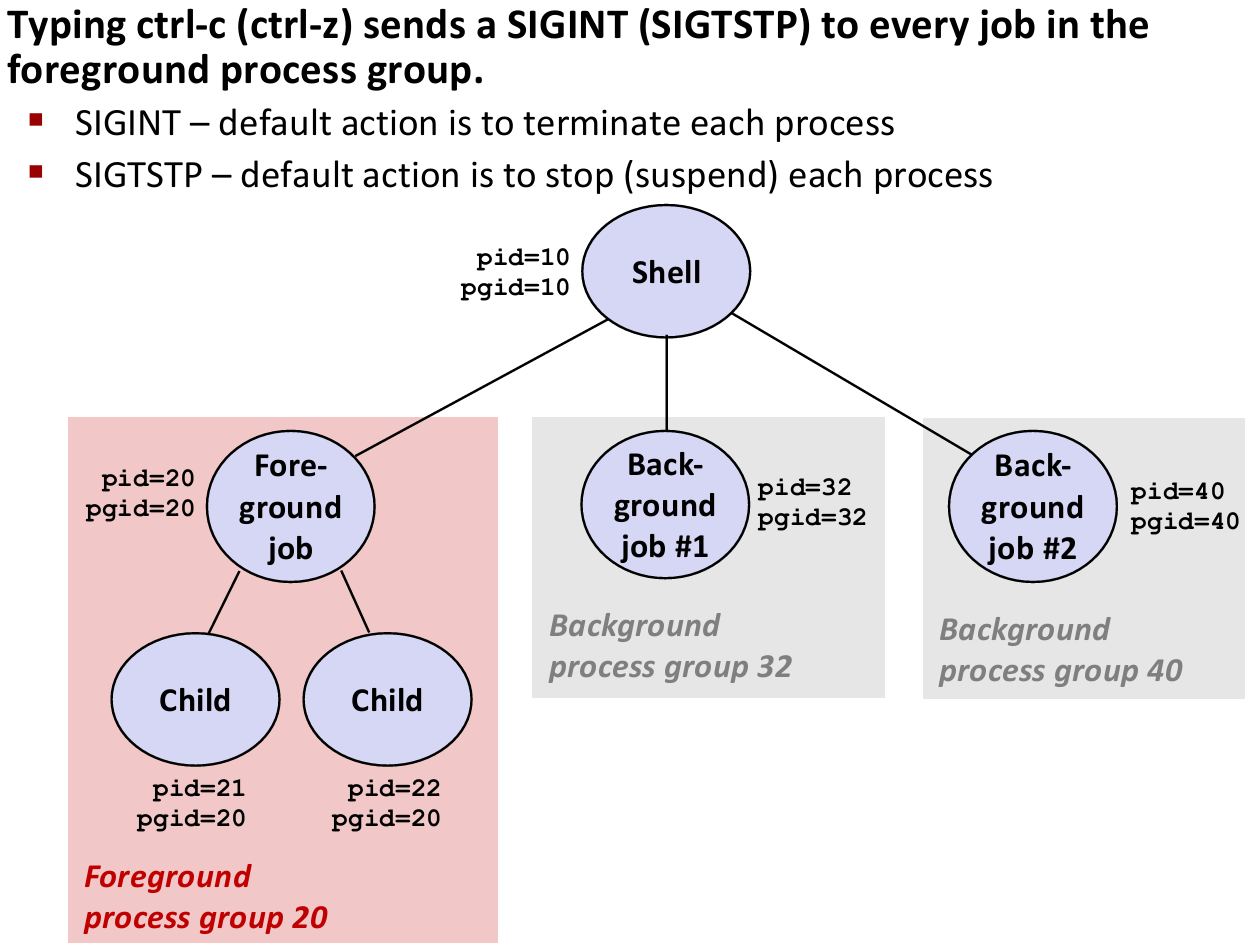 Typing ctrl-c (ctrl-z) sends a SIGINT (SIGTSTP) to every job in the
foreground process group.
▪ SIGINT – default action is to terminate each process
▪ SIGTSTP – default action is to stop (suspend) each process
pid=10
pgid=10
Shell
pid=20
pgid=20
Fore-
ground
job
Back-
ground
job #1
pid=32
pgid=32
Back-
ground
job #2
pid=40
pgid=40
Background
process group 32
Background
process group 40
Child
Child
pid=21
pgid=20
pid=22
pgid=20
Foreground
process group 20